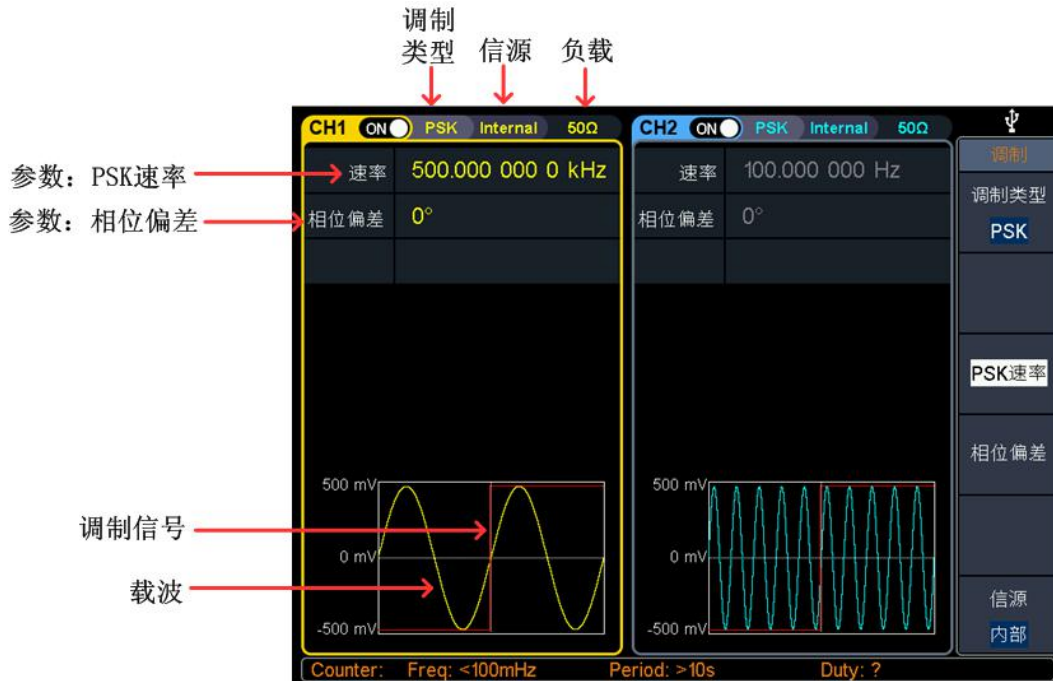 调制
类型
信源
负载
CH1 ON PSK Internal 50Ω
CH2 ON PSK Internal 50Ω
调制
参数: PSK速率
速率 500.000 000 0 kHz
速率 100.000 000 Hz
调制类型
PSK
参数: 相位偏差
相位偏差 0°
相位偏差 0°
PSK速率
相位偏差
500 mV
500 mV
调制信号
0 mV
0 mV
载波
信源
-500 mV
-500 mV
内部
Counter: Freq: <100mHz Period: >10s Duty: ?